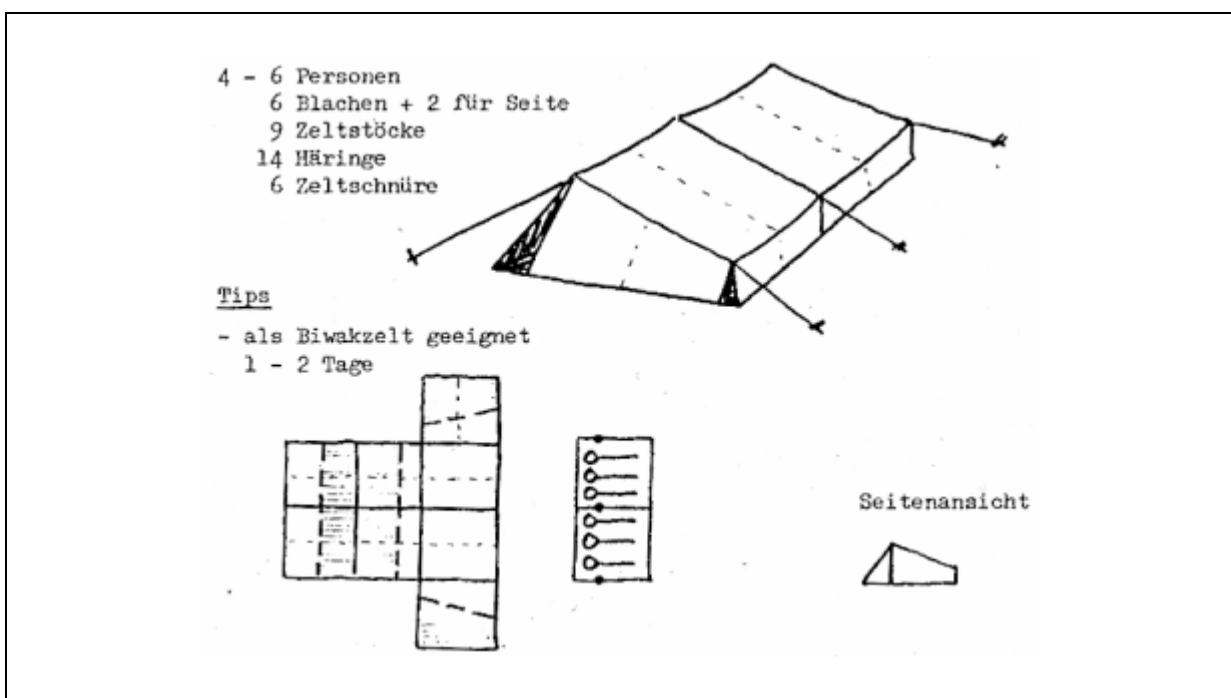 4 - 6 Personen
6 Blachen + 2 für Seite
9 Zeltstöcke
14 Häringe
6 Zeltschnüre
Tips
- als Biwakzelt geeignet
1 - 2 Tage
Seitenansicht